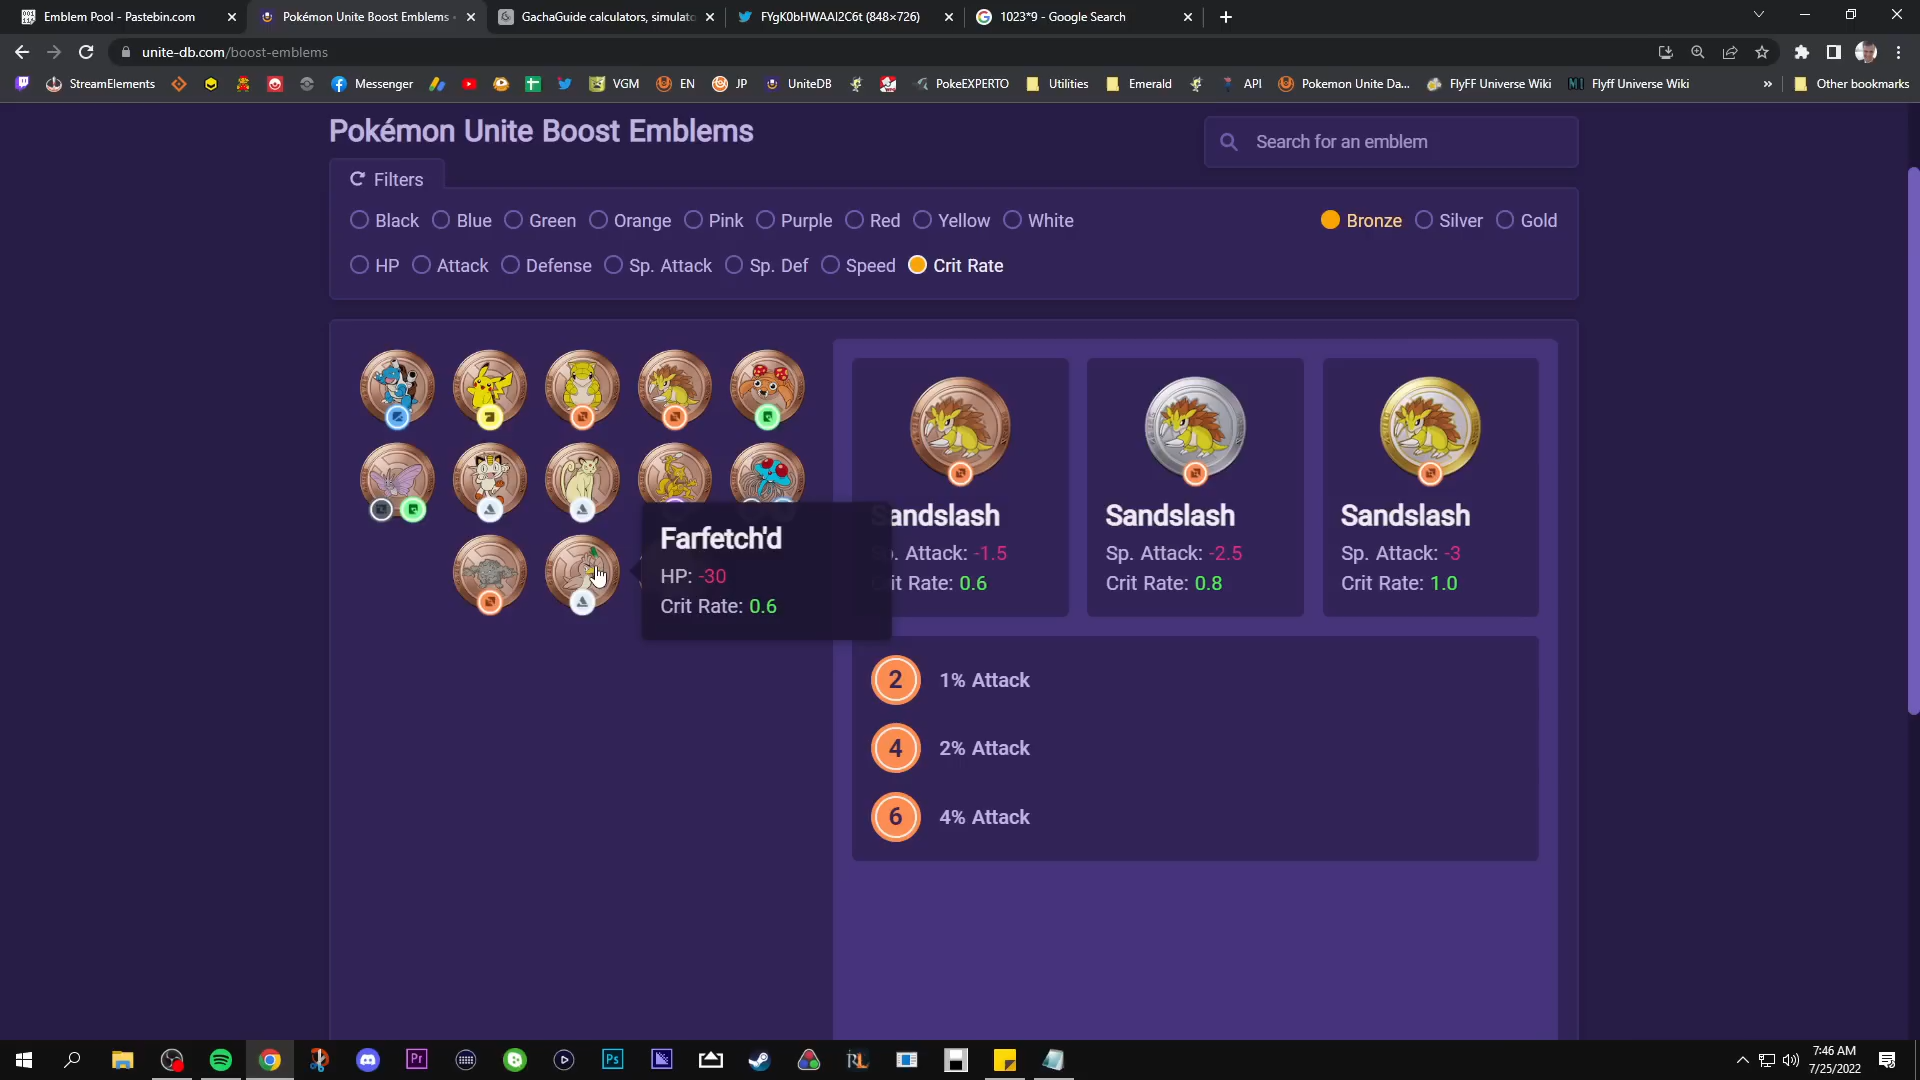 Emblem Pool - Pastebin.com
Pokémon Unite Boost Emblems
GachaGuide calculators, simulato
FYgK0bHWAAI2C6t (848×726)
1023*9 - Google Search
unite-db.com/boost-emblems
StreamElements
Messenger
VGM
EN
JP
UniteDB
PokeEXPERTO
Utilities
Emerald
API
Pokemon Unite Da...
FlyFF Universe Wiki
Flyff Universe Wiki
»
Other bookmarks
Pokémon Unite Boost Emblems
Search for an emblem
Filters
Black Blue Green Orange Pink Purple Red Yellow White
Bronze Silver Gold
HP Attack Defense Sp. Attack Sp. Def Speed Crit Rate
Farfetch'd
HP: -30
Crit Rate: 0.6
andslash
p. Attack: -1.5
it Rate: 0.6
Sandslash
Sp. Attack: -2.5
Crit Rate: 0.8
Sandslash
Sp. Attack: -3
Crit Rate: 1.0
2 1% Attack
4 2% Attack
6 4% Attack
Pr
Ps
RL
7:46 AM
7/25/2022